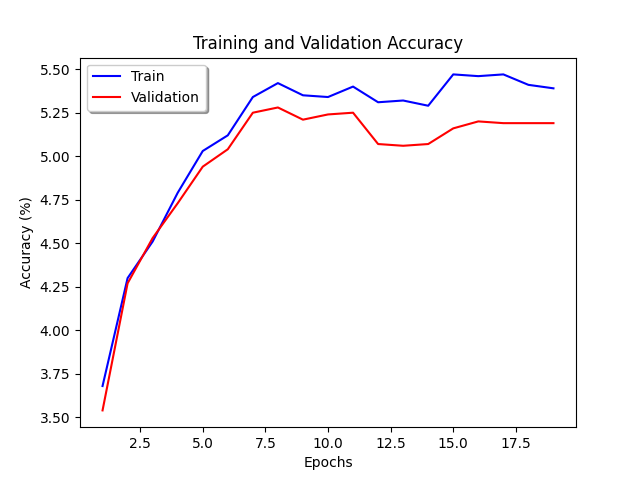 Training and Validation Accuracy
Train
Validation
Accuracy (%)
5.50
5.25
5.00
4.75
4.50
4.25
4.00
3.75
3.50
2.5 5.0 7.5 10.0 12.5 15.0 17.5
Epochs